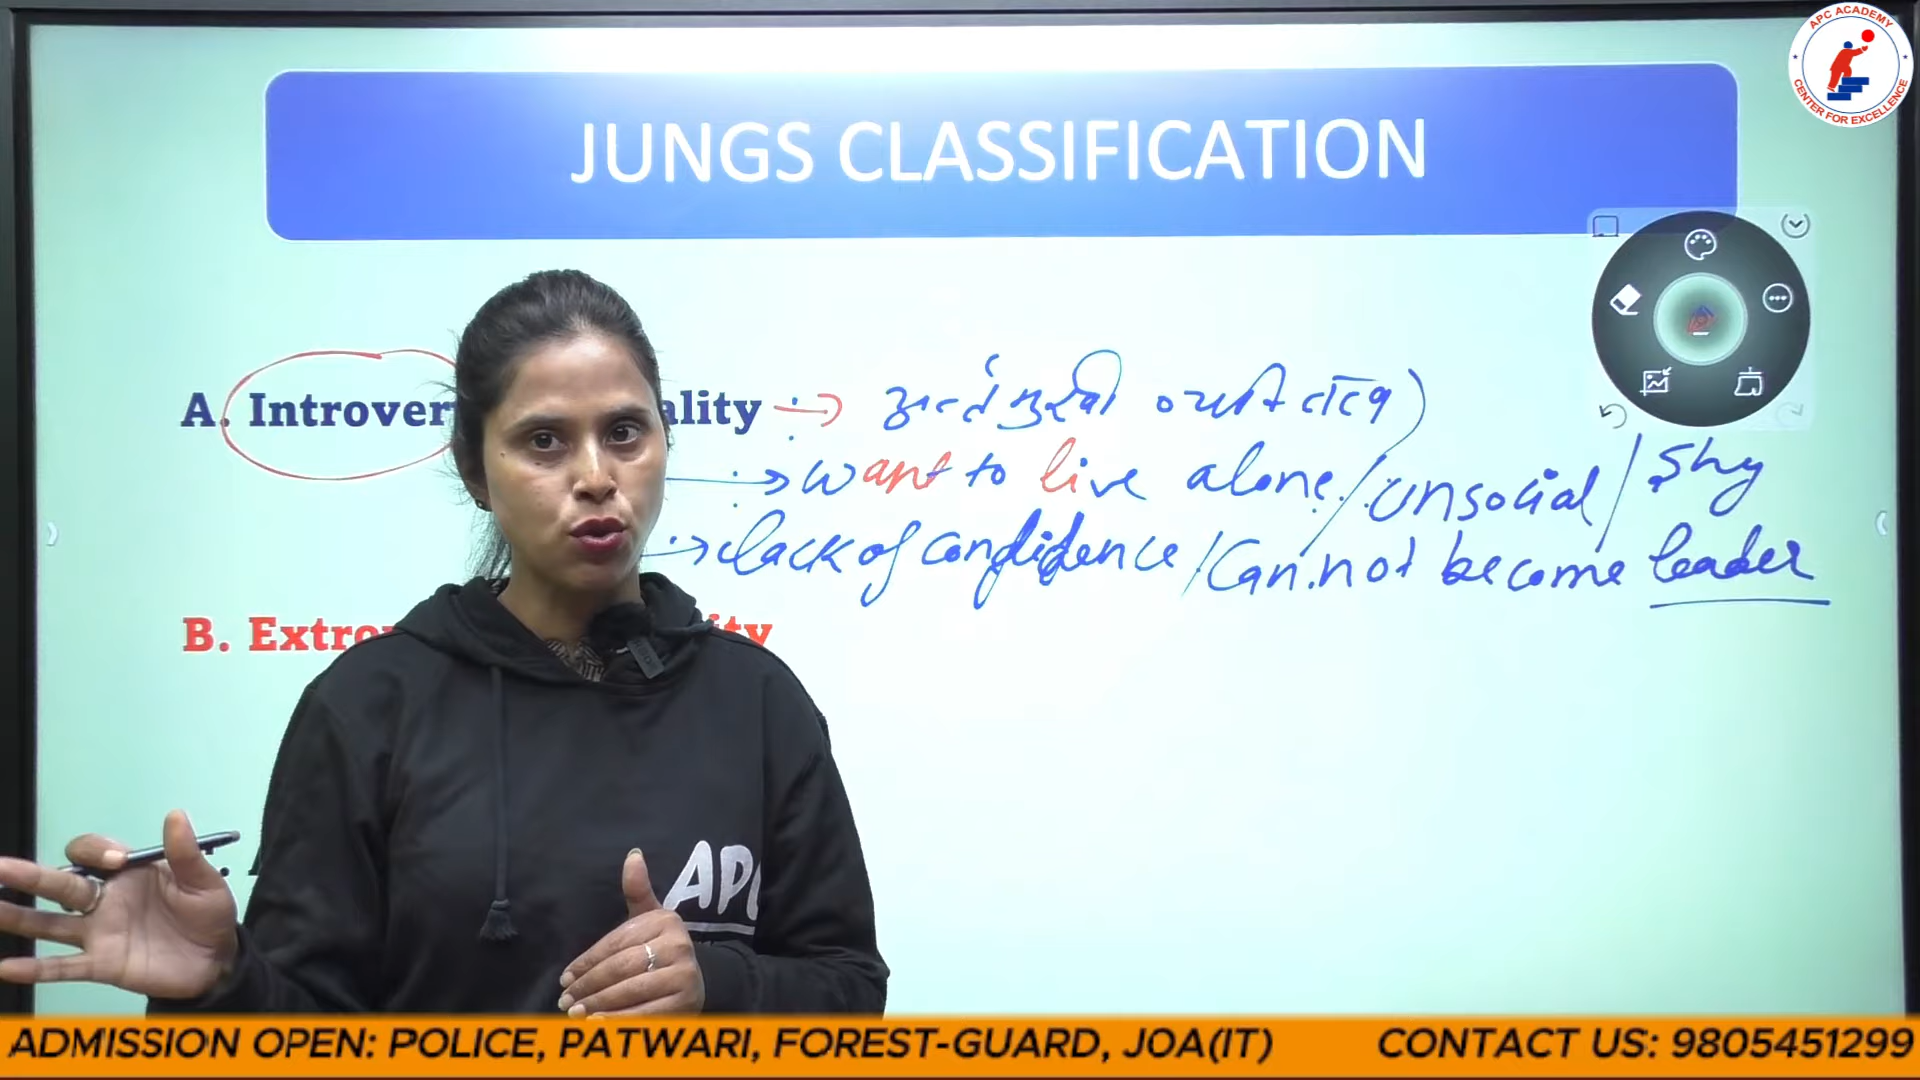 APC ACADEMY
CENTER FOR EXCELLENCE
JUNGS CLASSIFICATION
A. Introver ality → अन्तर्मुखी व्यक्तित्व
→ want to live alone / unsocial / shy
→ lack of confidence / Can not become leader
B. Extro ity
APC
ADMISSION OPEN: POLICE, PATWARI, FOREST-GUARD, JOA(IT) CONTACT US: 9805451299